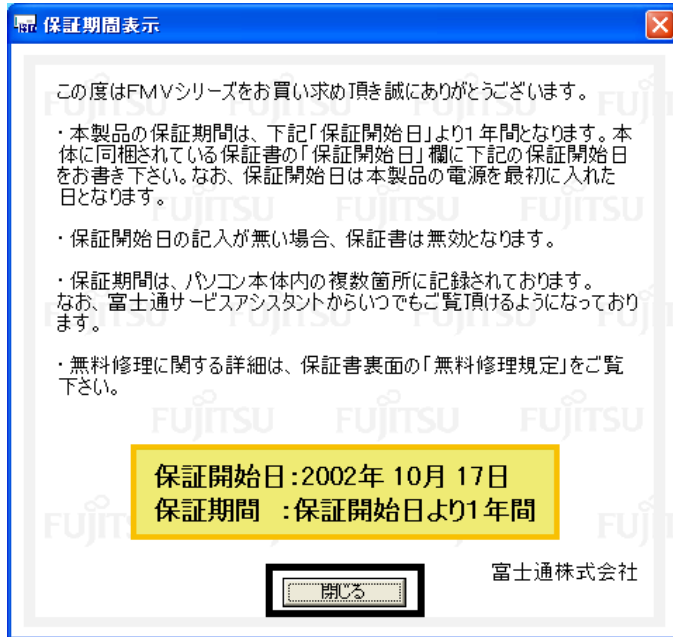 保証期間表示
この度はFMVシリーズをお買い求め頂き誠にありがとうございます。
・本製品の保証期間は、下記「保証開始日」より1年間となります。本
体に同梱されている保証書の「保証開始日」欄に下記の保証開始日
をお書き下さい。なお、保証開始日は本製品の電源を最初に入れた
日となります。
・保証開始日の記入が無い場合、保証書は無効となります。
・保証期間は、パソコン本体内の複数箇所に記録されております。
なお、富士通サービスアシスタントからいつでもご覧頂けるようになっており
ます。
・無料修理に関する詳細は、保証書裏面の「無料修理規定」をご覧
下さい。
FUJITSU FUJITSU FUJITSU
保証開始日:2002年 10月 17日
保証期間 :保証開始日より1年間
富士通株式会社
閉じる